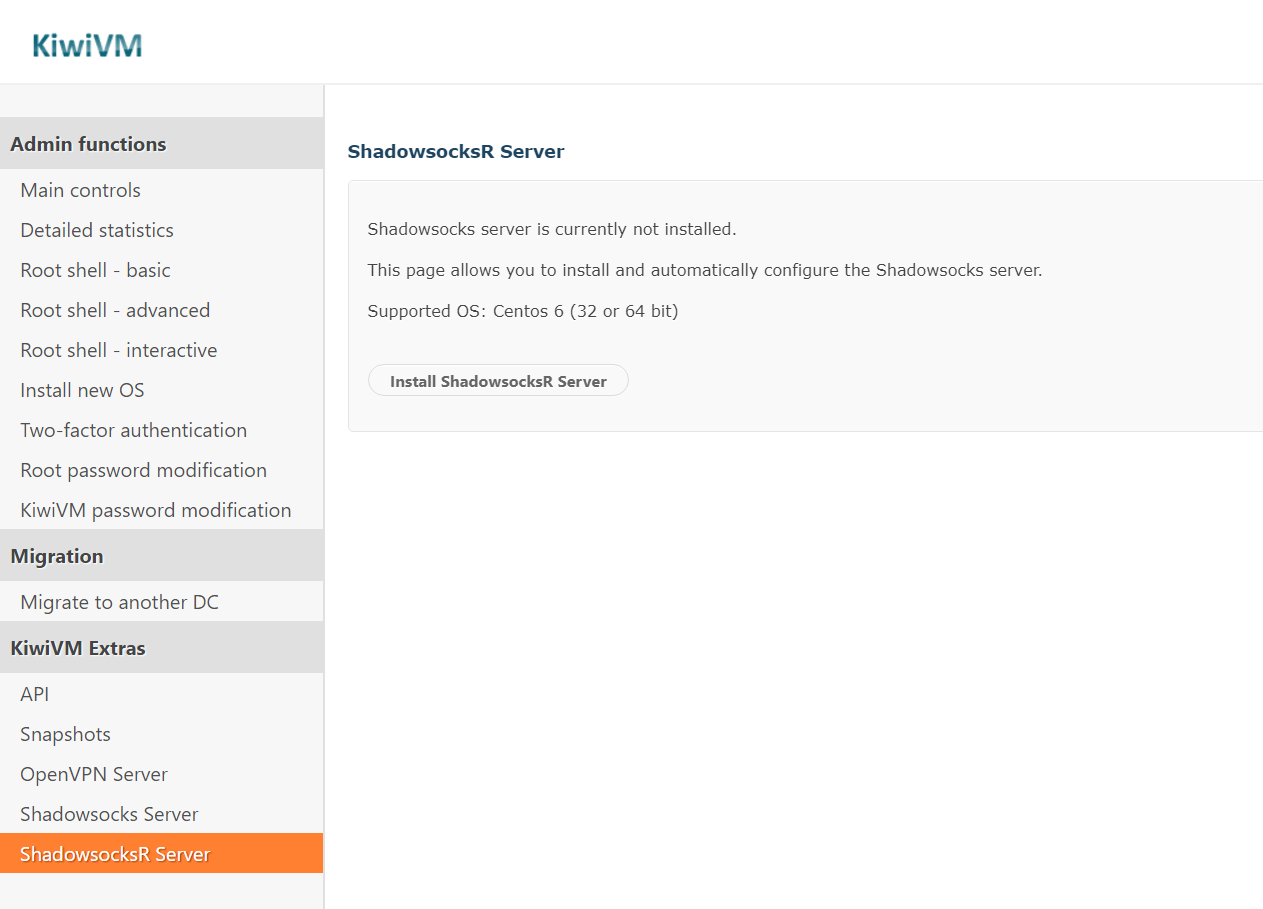 KiwiVM
Admin functions
Main controls
Detailed statistics
Root shell - basic
Root shell - advanced
Root shell - interactive
Install new OS
Two-factor authentication
Root password modification
KiwiVM password modification
Migration
Migrate to another DC
KiwiVM Extras
API
Snapshots
OpenVPN Server
Shadowsocks Server
ShadowsocksR Server
ShadowsocksR Server
Shadowsocks server is currently not installed.
This page allows you to install and automatically configure the Shadowsocks server.
Supported OS: Centos 6 (32 or 64 bit)
Install ShadowsocksR Server